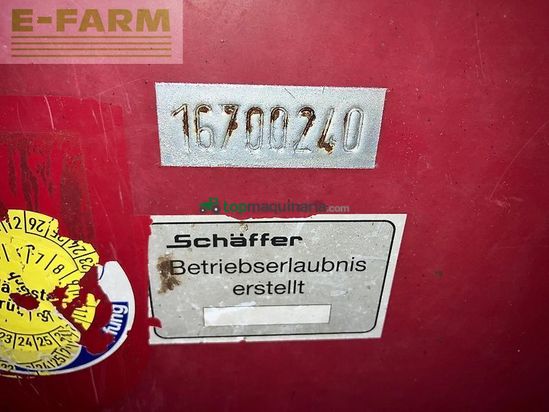 E-FARM
16700240
topmaquinaria.com
Schäffer
Betriebserlaubnis
erstellt